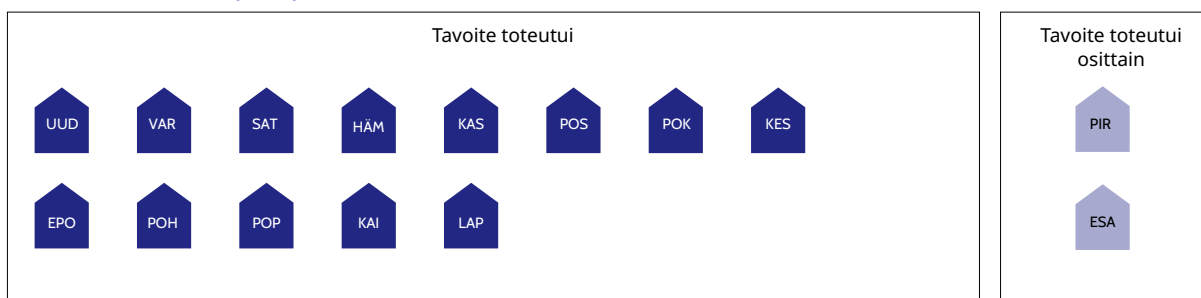 Tavoite toteutui
UUD VAR SAT HÄM KAS POS POK KES
EPO POH POP KAI LAP
Tavoite toteutui
osittain
PIR
ESA